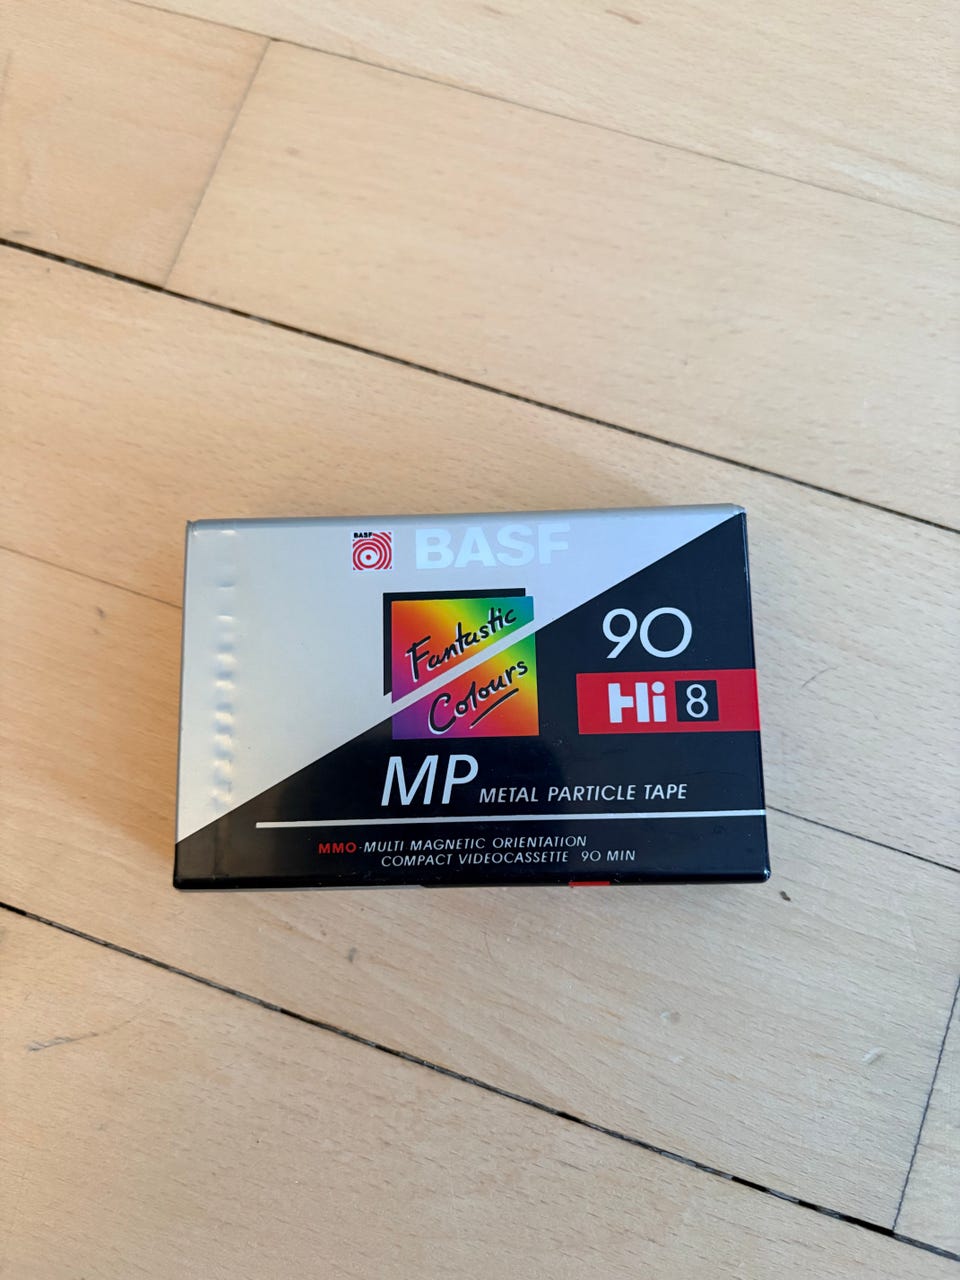 BASF
BASF
Fantastic
Colours
90
Hi 8
MP METAL PARTICLE TAPE
MMO-MULTI MAGNETIC ORIENTATION
COMPACT VIDEOCASSETTE 90 MIN